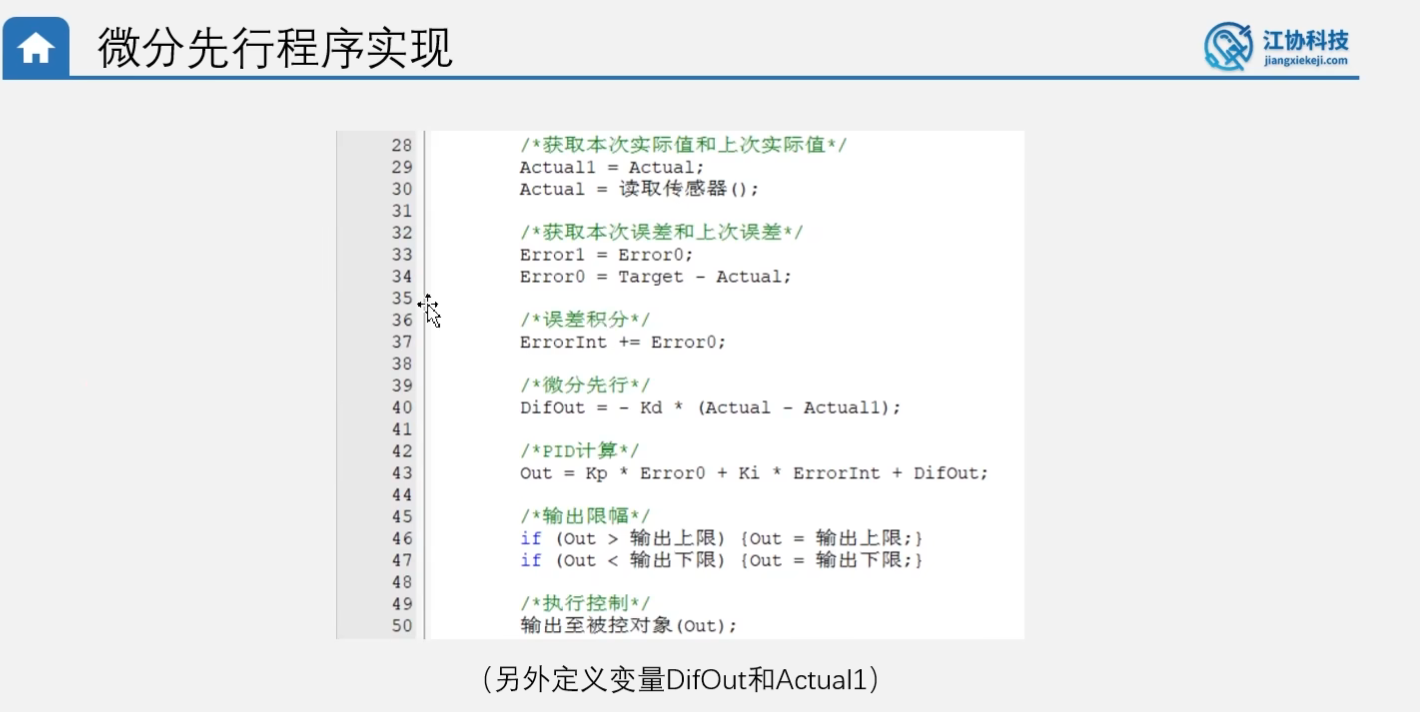 微分先行程序实现
江协科技
jiangxiekeji.com
28 /*获取本次实际值和上次实际值*/
29 Actual1 = Actual;
30 Actual = 读取传感器();
31
32 /*获取本次误差和上次误差*/
33 Error1 = Error0;
34 Error0 = Target - Actual;
35
36 /*误差积分*/
37 ErrorInt += Error0;
38
39 /*微分先行*/
40 DifOut = - Kd * (Actual - Actual1);
41
42 /*PID计算*/
43 Out = Kp * Error0 + Ki * ErrorInt + DifOut;
44
45 /*输出限幅*/
46 if (Out > 输出上限) {Out = 输出上限;}
47 if (Out < 输出下限) {Out = 输出下限;}
48
49 /*执行控制*/
50 输出至被控对象(Out);
（另外定义变量DifOut和Actual1）